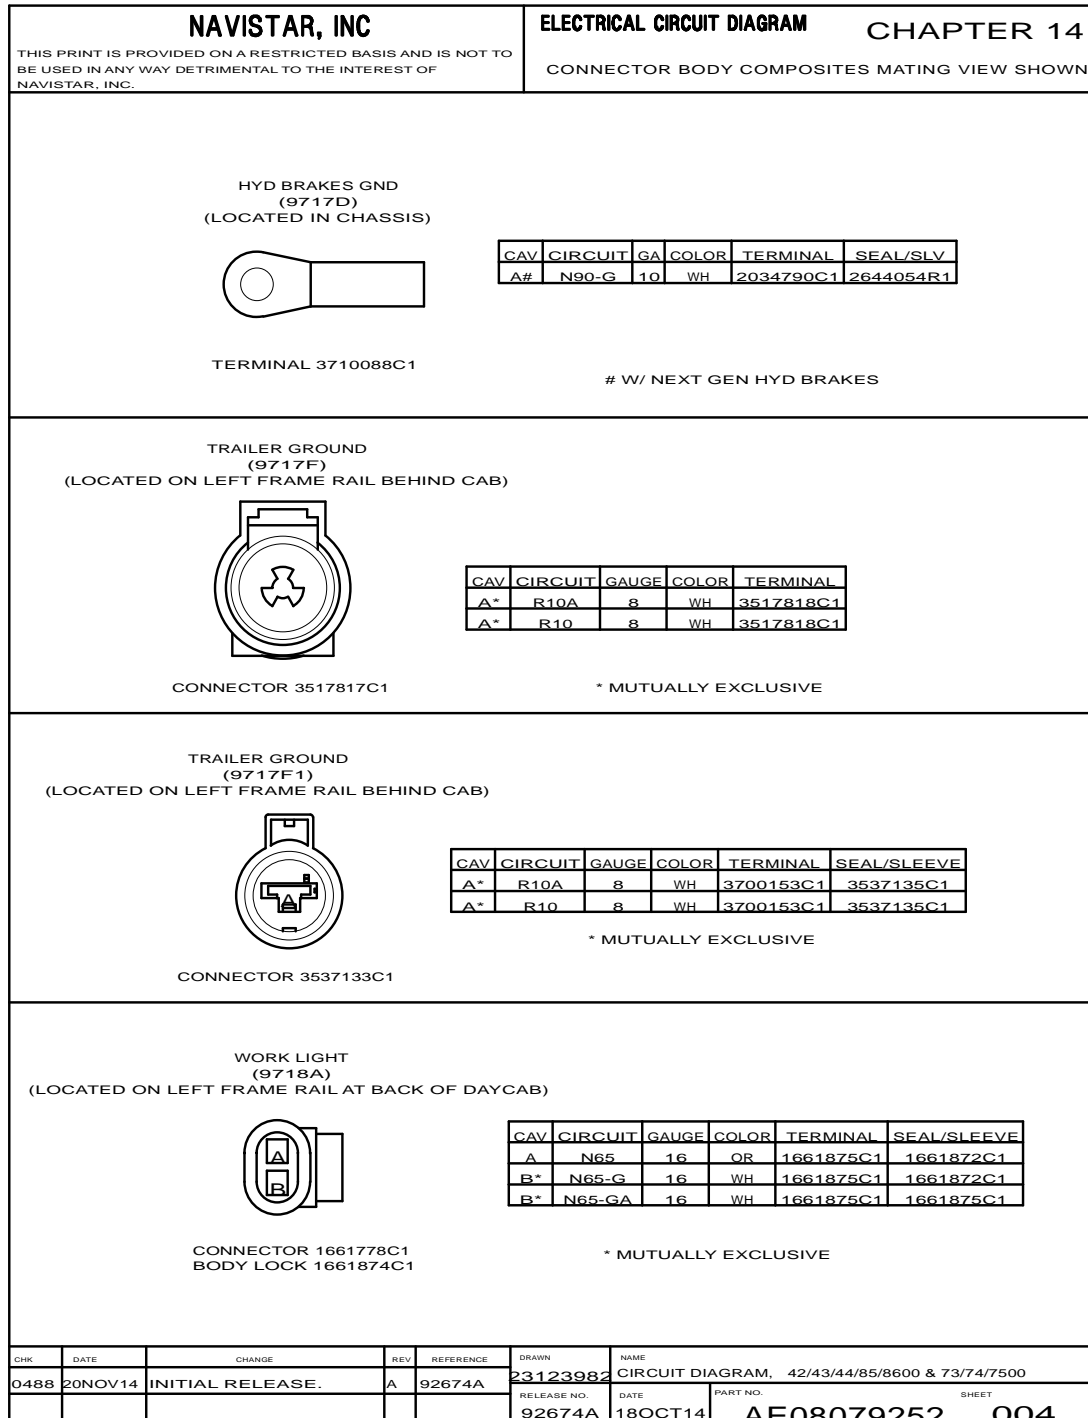 NAVISTAR, INC
THIS PRINT IS PROVIDED ON A RESTRICTED BASIS AND IS NOT TO
BE USED IN ANY WAY DETRIMENTAL TO THE INTEREST OF
NAVISTAR, INC.
ELECTRICAL CIRCUIT DIAGRAM
CHAPTER 14
CONNECTOR BODY COMPOSITES MATING VIEW SHOWN
HYD BRAKES GND
(9717D)
(LOCATED IN CHASSIS)
CAV CIRCUIT GA COLOR TERMINAL SEAL/SLV
A# N90-G 10 WH 2034790C1 2644054R1
TERMINAL 3710088C1
# W/ NEXT GEN HYD BRAKES
TRAILER GROUND
(9717F)
(LOCATED ON LEFT FRAME RAIL BEHIND CAB)
CAV CIRCUIT GAUGE COLOR TERMINAL
A* R10A 8 WH 3517818C1
A* R10 8 WH 3517818C1
CONNECTOR 3517817C1
* MUTUALLY EXCLUSIVE
TRAILER GROUND
(9717F1)
(LOCATED ON LEFT FRAME RAIL BEHIND CAB)
CAV CIRCUIT GAUGE COLOR TERMINAL SEAL/SLEEVE
A* R10A 8 WH 3700153C1 3537135C1
A* R10 8 WH 3700153C1 3537135C1
A
* MUTUALLY EXCLUSIVE
CONNECTOR 3537133C1
WORK LIGHT
(9718A)
(LOCATED ON LEFT FRAME RAIL AT BACK OF DAYCAB)
A
B
CAV CIRCUIT GAUGE COLOR TERMINAL SEAL/SLEEVE
A N65 16 OR 1661875C1 1661872C1
B* N65-G 16 WH 1661875C1 1661872C1
B* N65-GA 16 WH 1661875C1 1661875C1
CONNECTOR 1661778C1
BODY LOCK 1661874C1
* MUTUALLY EXCLUSIVE
CHK DATE CHANGE REV REFERENCE
0488 20NOV14 INITIAL RELEASE. A 92674A
DRAWN
23123982
NAME
CIRCUIT DIAGRAM, 42/43/44/85/8600 & 73/74/7500
RELEASE NO. DATE PART NO. SHEET
92674A 18OCT14 AE08079252 004